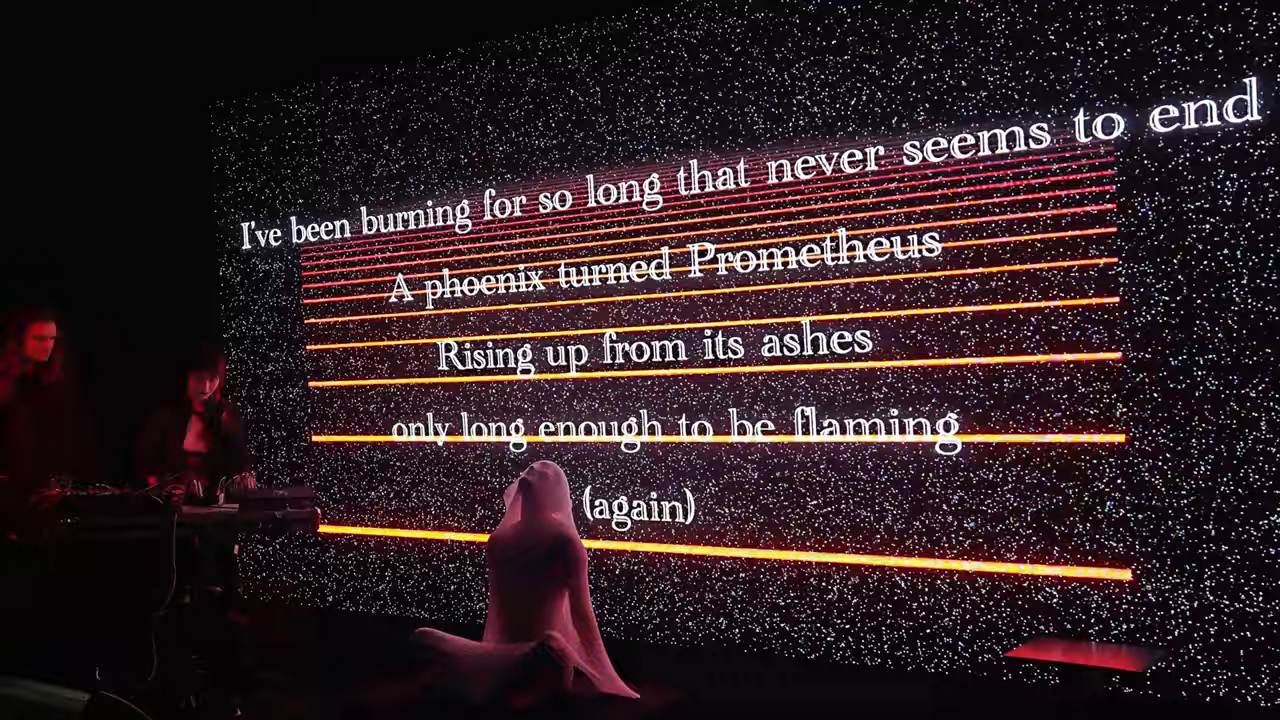 I've been burning for so long that never seems to end
A phoenix turned Prometheus
Rising up from its ashes
only long enough to be flaming
(again)